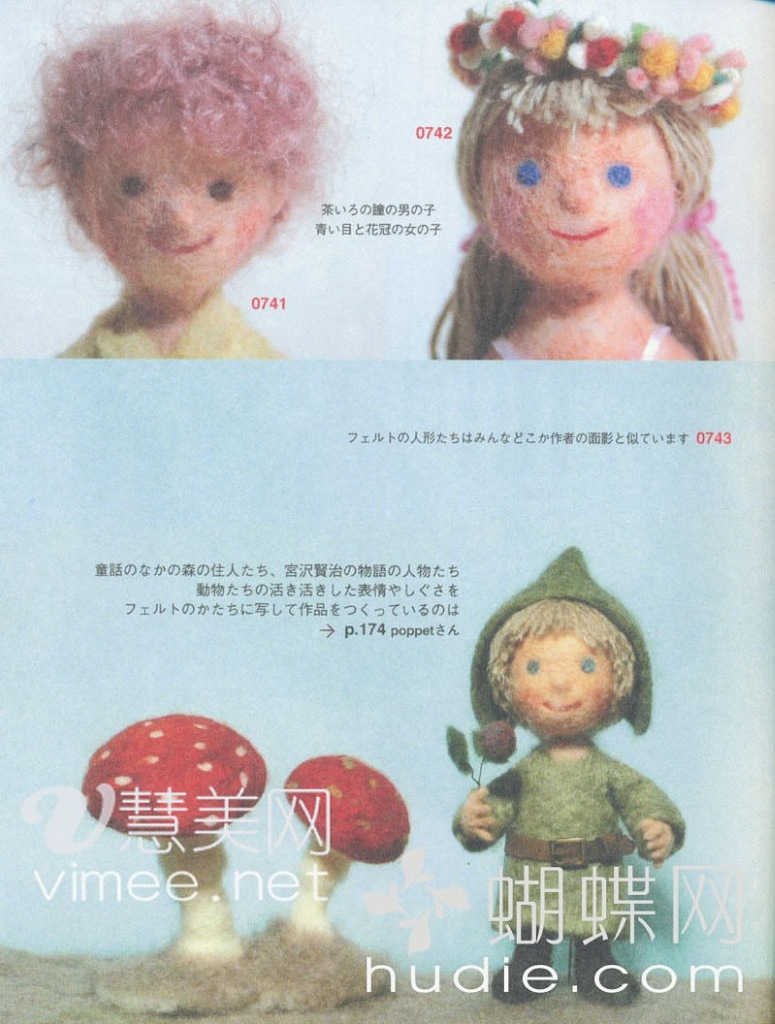 0742
茶いろの瞳の男の子
青い目と花冠の女の子
0741
フェルトの人形たちはみんなどこか作者の面影と似ています 0743
童話のなかの森の住人たち、宮沢賢治の物語の人物たち
動物たちの活き活きした表情やしぐさを
フェルトのかたちに写して作品をつくっているのは
→ p.174 poppetさん
V慧美网
vimee.net
蝴蝶网
hudie.com